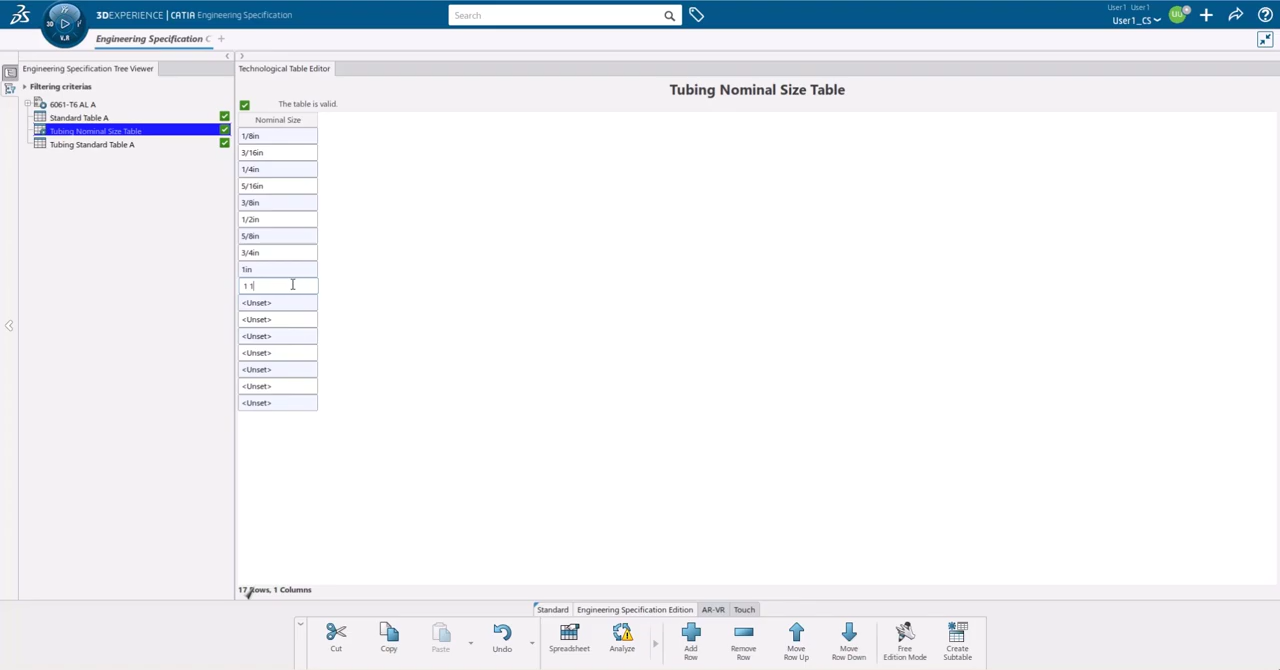 3DEXPERIENCE | CATIA Engineering Specification
Search
User1 User1
User1_CS
UU
3D
V.R
Engineering Specification C
Engineering Specification Tree Viewer
Filtering criterias
6061-T6 AL A
Standard Table A
Tubing Nominal Size Table
Tubing Standard Table A
Technological Table Editor
Tubing Nominal Size Table
The table is valid.
Nominal Size
1/8in
3/16in
1/4in
5/16in
3/8in
1/2in
5/8in
3/4in
1in
1 1
<Unset>
<Unset>
<Unset>
<Unset>
<Unset>
<Unset>
<Unset>
17 Rows, 1 Columns
Standard
Engineering Specification Edition
AR-VR
Touch
Cut
Copy
Paste
Undo
Spreadsheet
Analyze
Add Row
Remove Row
Move Row Up
Move Row Down
Free Edition Mode
Create Subtable